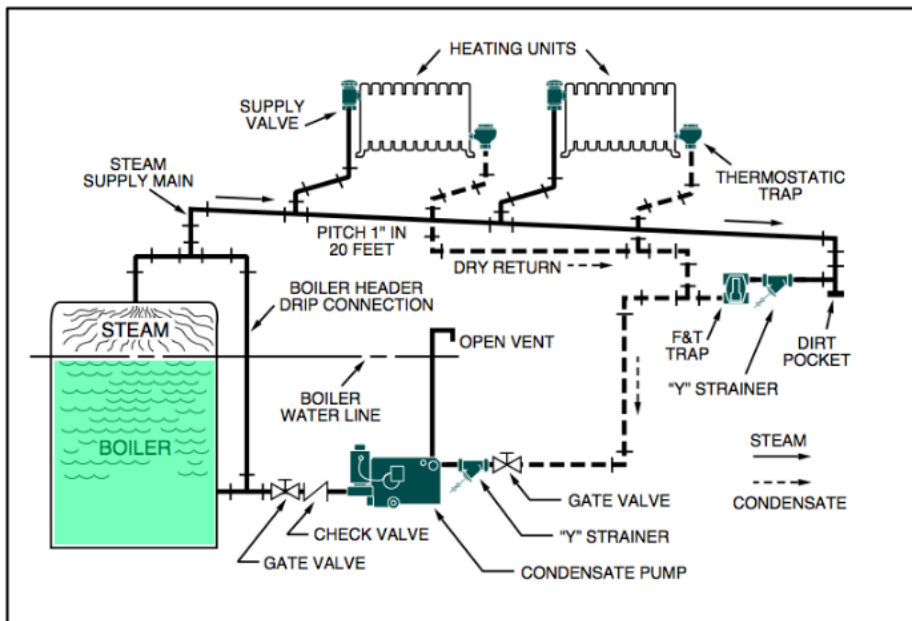 HEATING UNITS
SUPPLY
VALVE
STEAM
SUPPLY MAIN
THERMOSTATIC
TRAP
PITCH 1" IN
20 FEET
DRY RETURN
BOILER HEADER
DRIP CONNECTION
STEAM
OPEN VENT
F&T
TRAP
DIRT
POCKET
"Y" STRAINER
BOILER
WATER LINE
BOILER
STEAM
CONDENSATE
GATE VALVE
CHECK VALVE
"Y" STRAINER
GATE VALVE
CONDENSATE PUMP